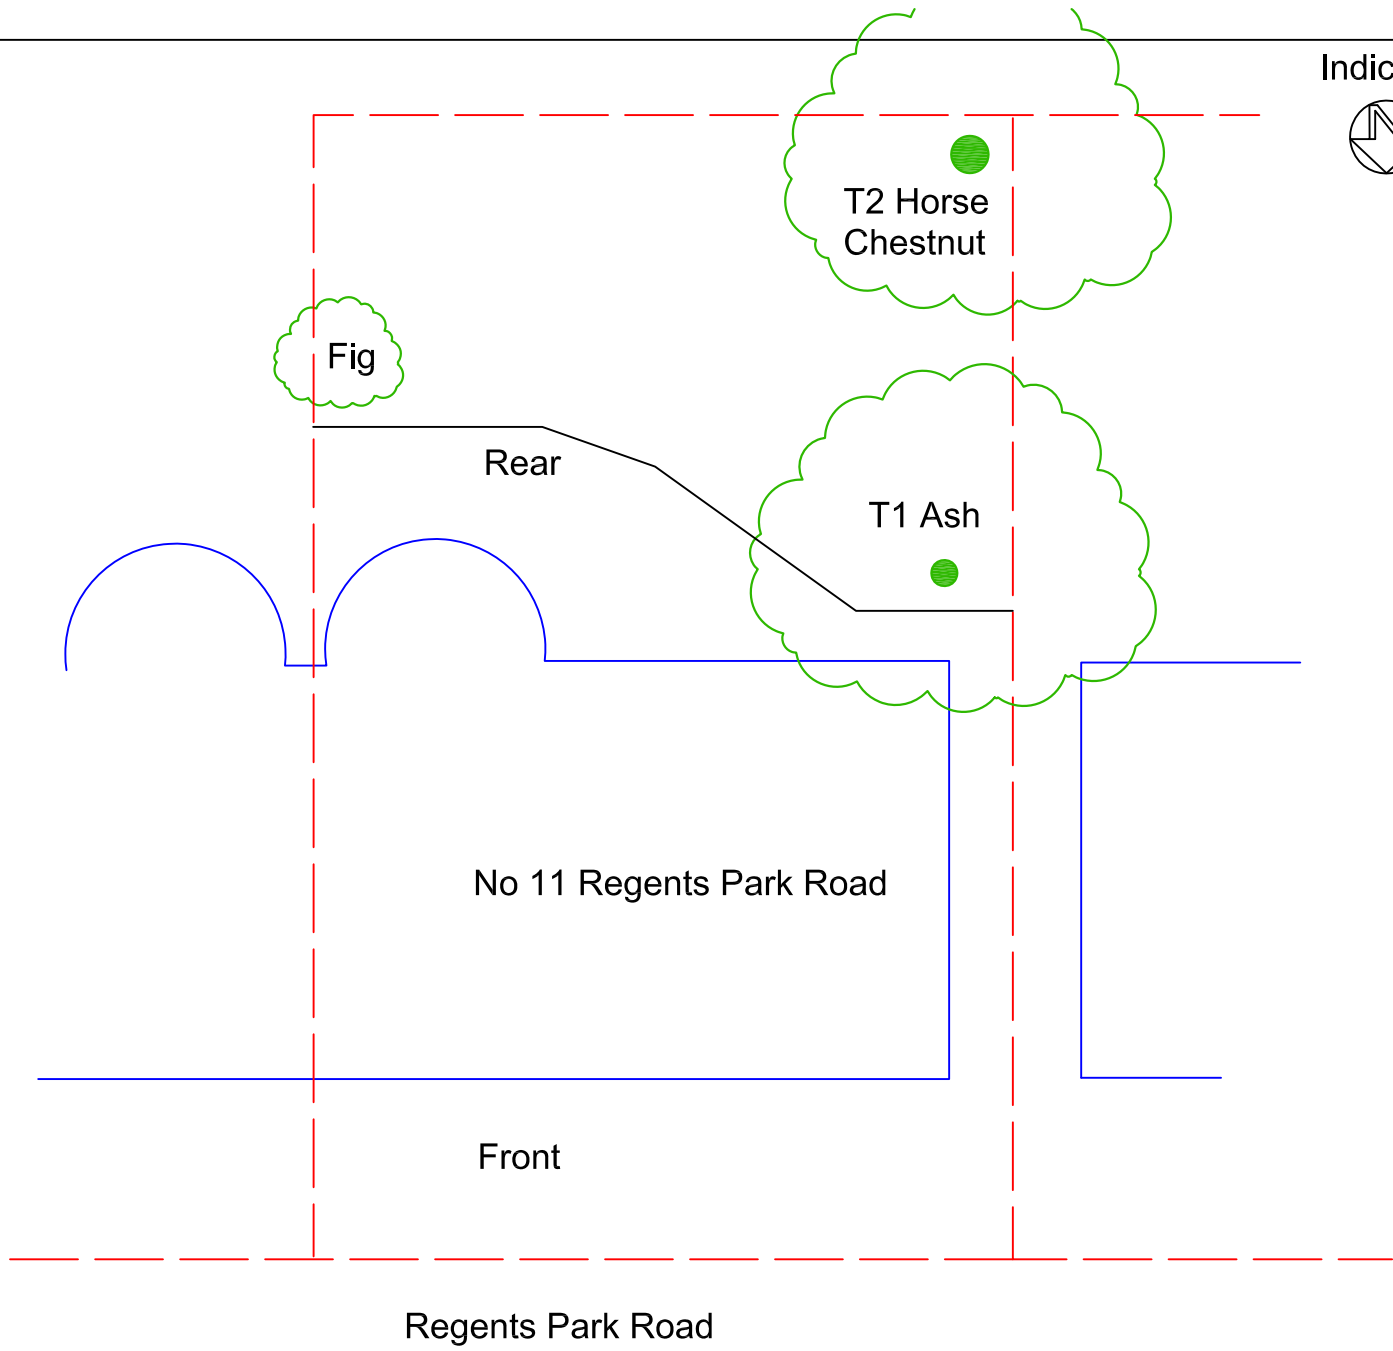 Indic
T2 Horse
Chestnut
Fig
Rear
T1 Ash
No 11 Regents Park Road
Front
Regents Park Road